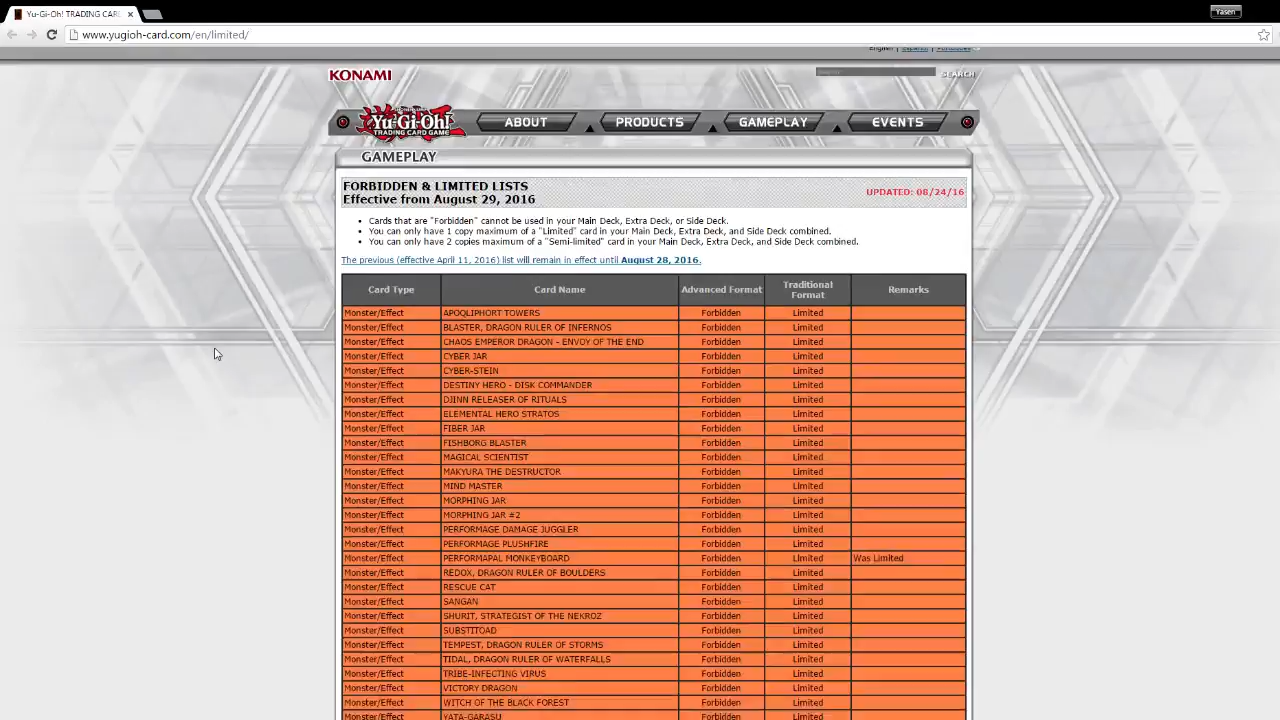 Yu-Gi-Oh! TRADING CAR
Yasen
www.yugioh-card.com/en/limited/
English | Español |
KONAMI
SEARCH
Yu-Gi-Oh!
TRADING CARD GAME
ABOUT PRODUCTS GAMEPLAY EVENTS
GAMEPLAY
FORBIDDEN & LIMITED LISTS
Effective from August 29, 2016
UPDATED: 08/24/16
Cards that are "Forbidden" cannot be used in your Main Deck, Extra Deck, or Side Deck.
You can only have 1 copy maximum of a "Limited" card in your Main Deck, Extra Deck, and Side Deck combined.
You can only have 2 copies maximum of a "Semi-limited" card in your Main Deck, Extra Deck, and Side Deck combined.
The previous (effective April 11, 2016) list will remain in effect until August 28, 2016.
Card Type Card Name Advanced Format Traditional Format Remarks
Monster/Effect APOQLIPHORT TOWERS Forbidden Limited
Monster/Effect BLASTER, DRAGON RULER OF INFERNOS Forbidden Limited
Monster/Effect CHAOS EMPEROR DRAGON - ENVOY OF THE END Forbidden Limited
Monster/Effect CYBER JAR Forbidden Limited
Monster/Effect CYBER-STEIN Forbidden Limited
Monster/Effect DESTINY HERO - DISK COMMANDER Forbidden Limited
Monster/Effect DJINN RELEASER OF RITUALS Forbidden Limited
Monster/Effect ELEMENTAL HERO STRATOS Forbidden Limited
Monster/Effect FIBER JAR Forbidden Limited
Monster/Effect FISHBORG BLASTER Forbidden Limited
Monster/Effect MAGICAL SCIENTIST Forbidden Limited
Monster/Effect MAKYURA THE DESTRUCTOR Forbidden Limited
Monster/Effect MIND MASTER Forbidden Limited
Monster/Effect MORPHING JAR Forbidden Limited
Monster/Effect MORPHING JAR #2 Forbidden Limited
Monster/Effect PERFORMAGE DAMAGE JUGGLER Forbidden Limited
Monster/Effect PERFORMAGE PLUSHFIRE Forbidden Limited
Monster/Effect PERFORMAPAL MONKEYBOARD Forbidden Limited Was Limited
Monster/Effect REDOX, DRAGON RULER OF BOULDERS Forbidden Limited
Monster/Effect RESCUE CAT Forbidden Limited
Monster/Effect SANGAN Forbidden Limited
Monster/Effect SHURIT, STRATEGIST OF THE NEKROZ Forbidden Limited
Monster/Effect SUBSTITOAD Forbidden Limited
Monster/Effect TEMPEST, DRAGON RULER OF STORMS Forbidden Limited
Monster/Effect TIDAL, DRAGON RULER OF WATERFALLS Forbidden Limited
Monster/Effect TRIBE-INFECTING VIRUS Forbidden Limited
Monster/Effect VICTORY DRAGON Forbidden Limited
Monster/Effect WITCH OF THE BLACK FOREST Forbidden Limited
Monster/Effect YATA-GARASU Forbidden Limited